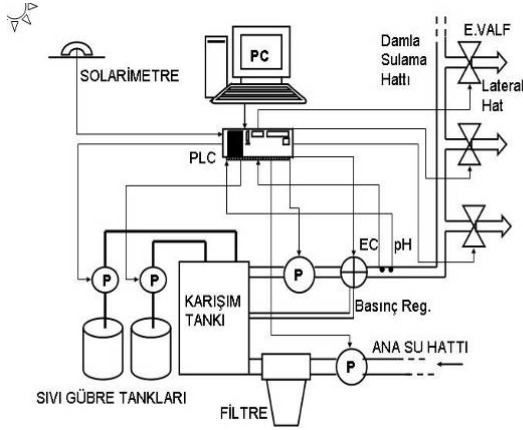 E.VALF
Damla
Sulama
Hattı
PC
SOLARİMETRE
Lateral
Hat
PLC
EC
pH
P
P
P
KARIŞIM
TANKI
Basınç Reg.
ANA SU HATTI
P
SIVI GÜBRE TANKLARI
FİLTRE